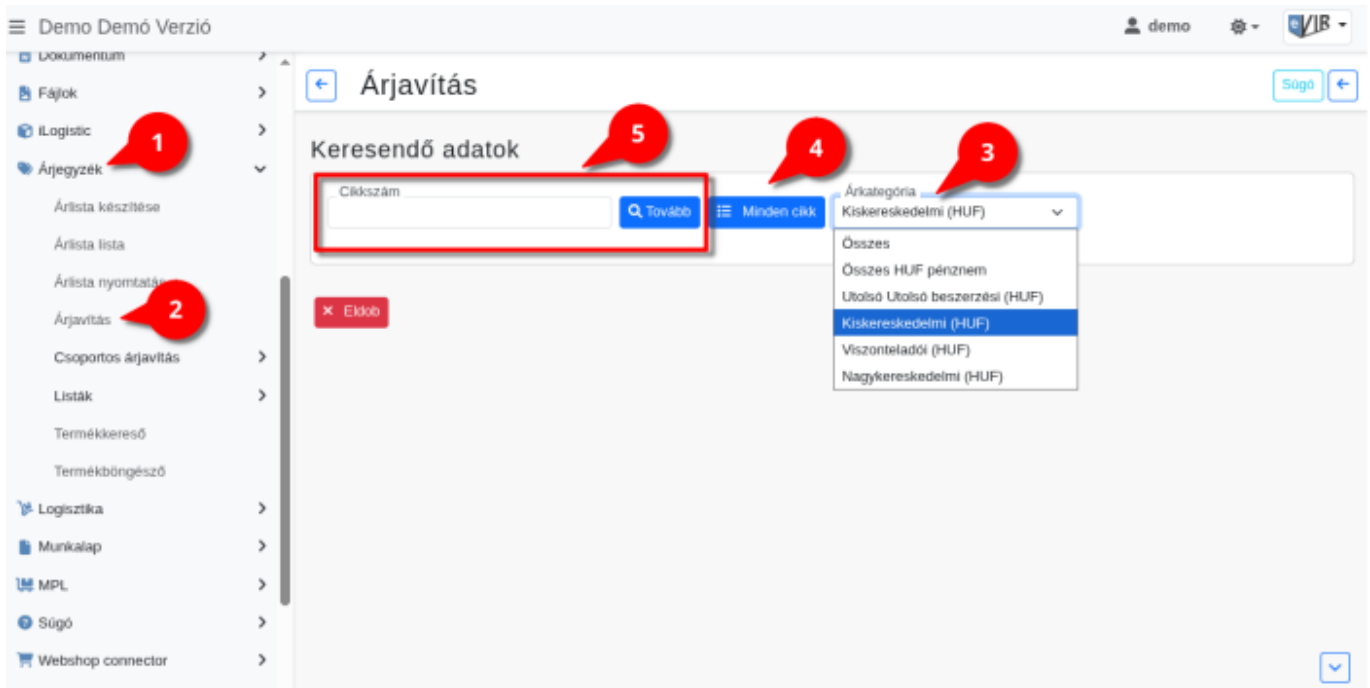 Demo Demó Verzió
demo
eVIR
Dokumentum
Fájlok
iLogistic
1
Árjegyzék
Árlista készítése
Árlista lista
Árlista nyomtatás
Árjavítás
2
Csoportos árjavítás
Listák
Termékkereső
Termékböngésző
Logisztika
Munkalap
MPL
Súgó
Webshop connector
Árjavítás
Súgó
Keresendő adatok
5
4
3
Cikkszám
Tovább
Minden cikk
Árkategória
Kiskereskedelmi (HUF)
Összes
Összes HUF pénznem
Utolsó Utolsó beszerzési (HUF)
Kiskereskedelmi (HUF)
Viszonteladói (HUF)
Nagykereskedelmi (HUF)
Eldob